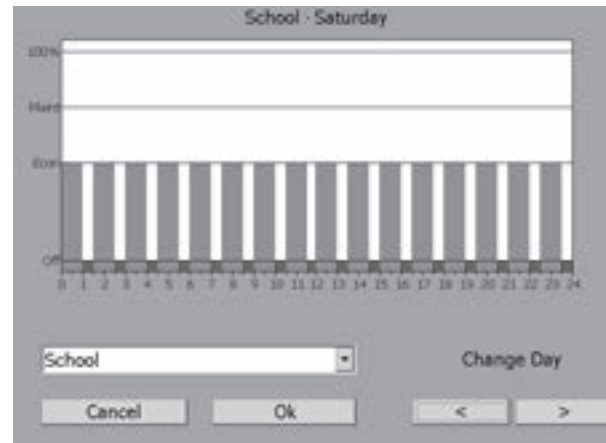 School - Saturday
100%
Econ
Off
0 1 2 3 4 5 6 7 8 9 10 11 12 13 14 15 16 17 18 19 20 21 22 23 24
School
Change Day
Cancel
Ok
<
>